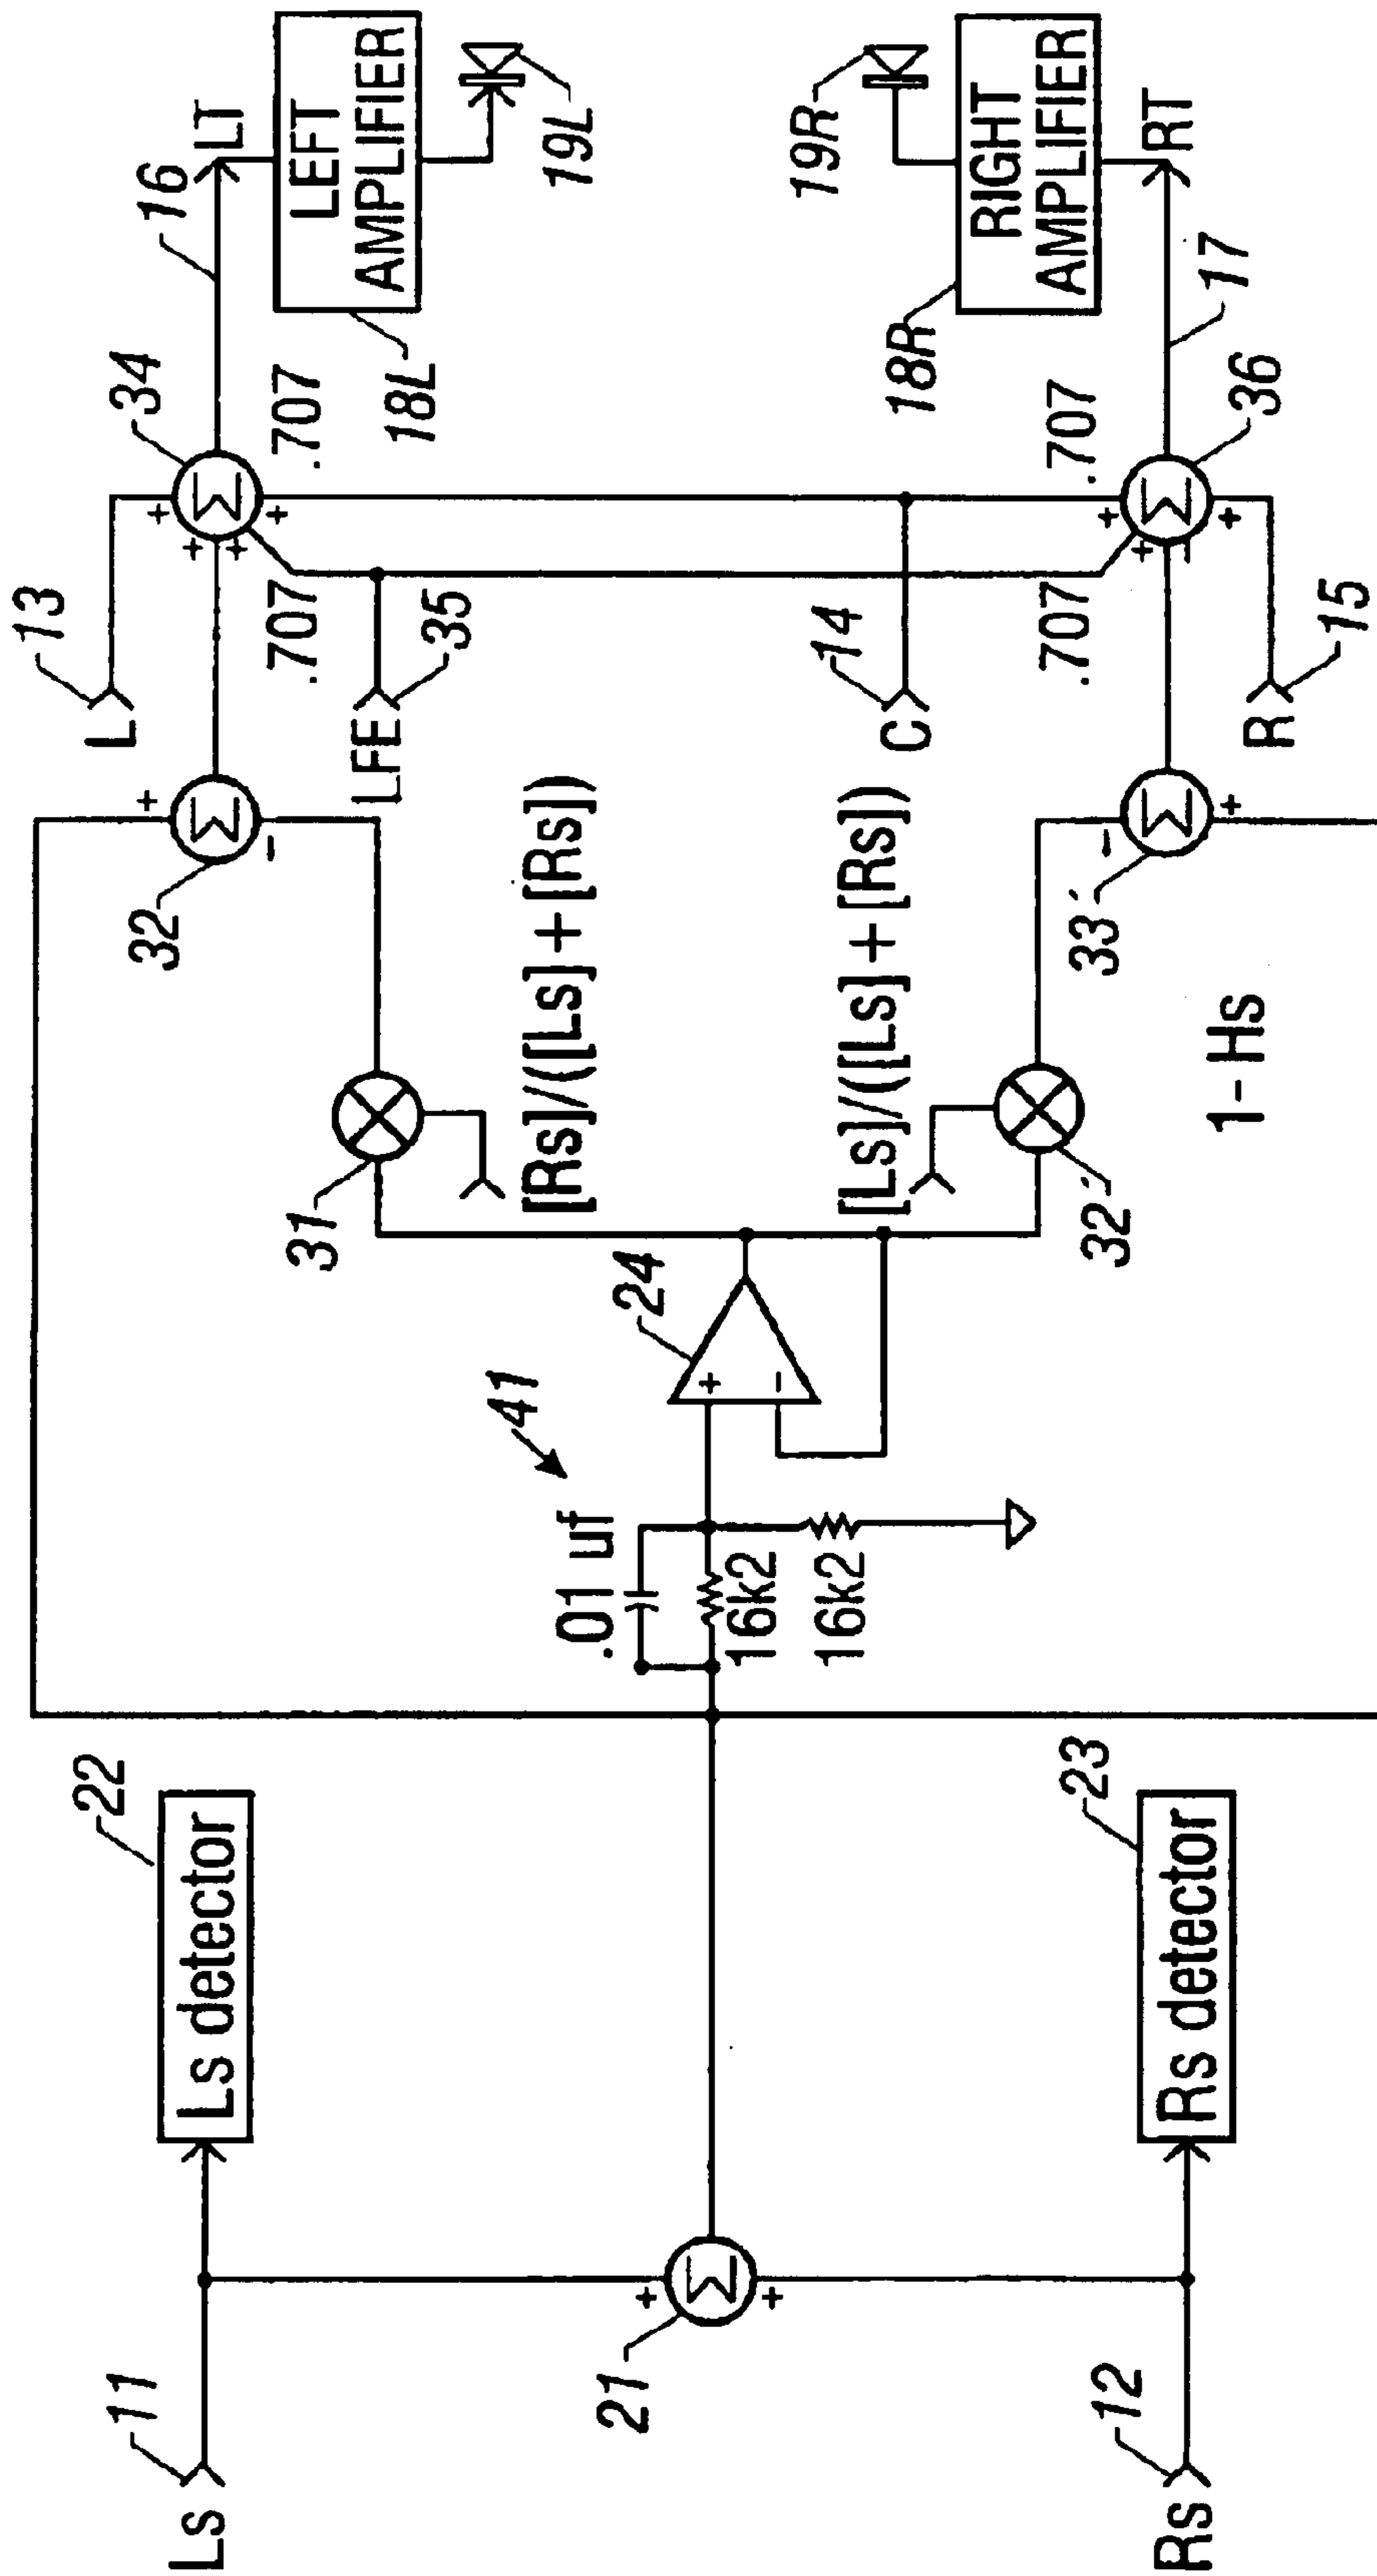 Ls
11
Ls detector
22
21
+
+
Rs
12
Rs detector
23
.01 uf
16k2
16k2
41
24
+
-
31
[Rs]/([Ls]+[Rs])
[Ls]/([Ls]+[Rs])
32'
1- Hs
32
Σ
+
-
33'
Σ
-
+
L
13
LFE
35
C
14
R
15
.707
.707
.707
.707
34
Σ
+
+
+
+
36
Σ
+
+
-
+
16
LT
LEFT
AMPLIFIER
18L
19L
17
RT
RIGHT
AMPLIFIER
18R
19R
Σ